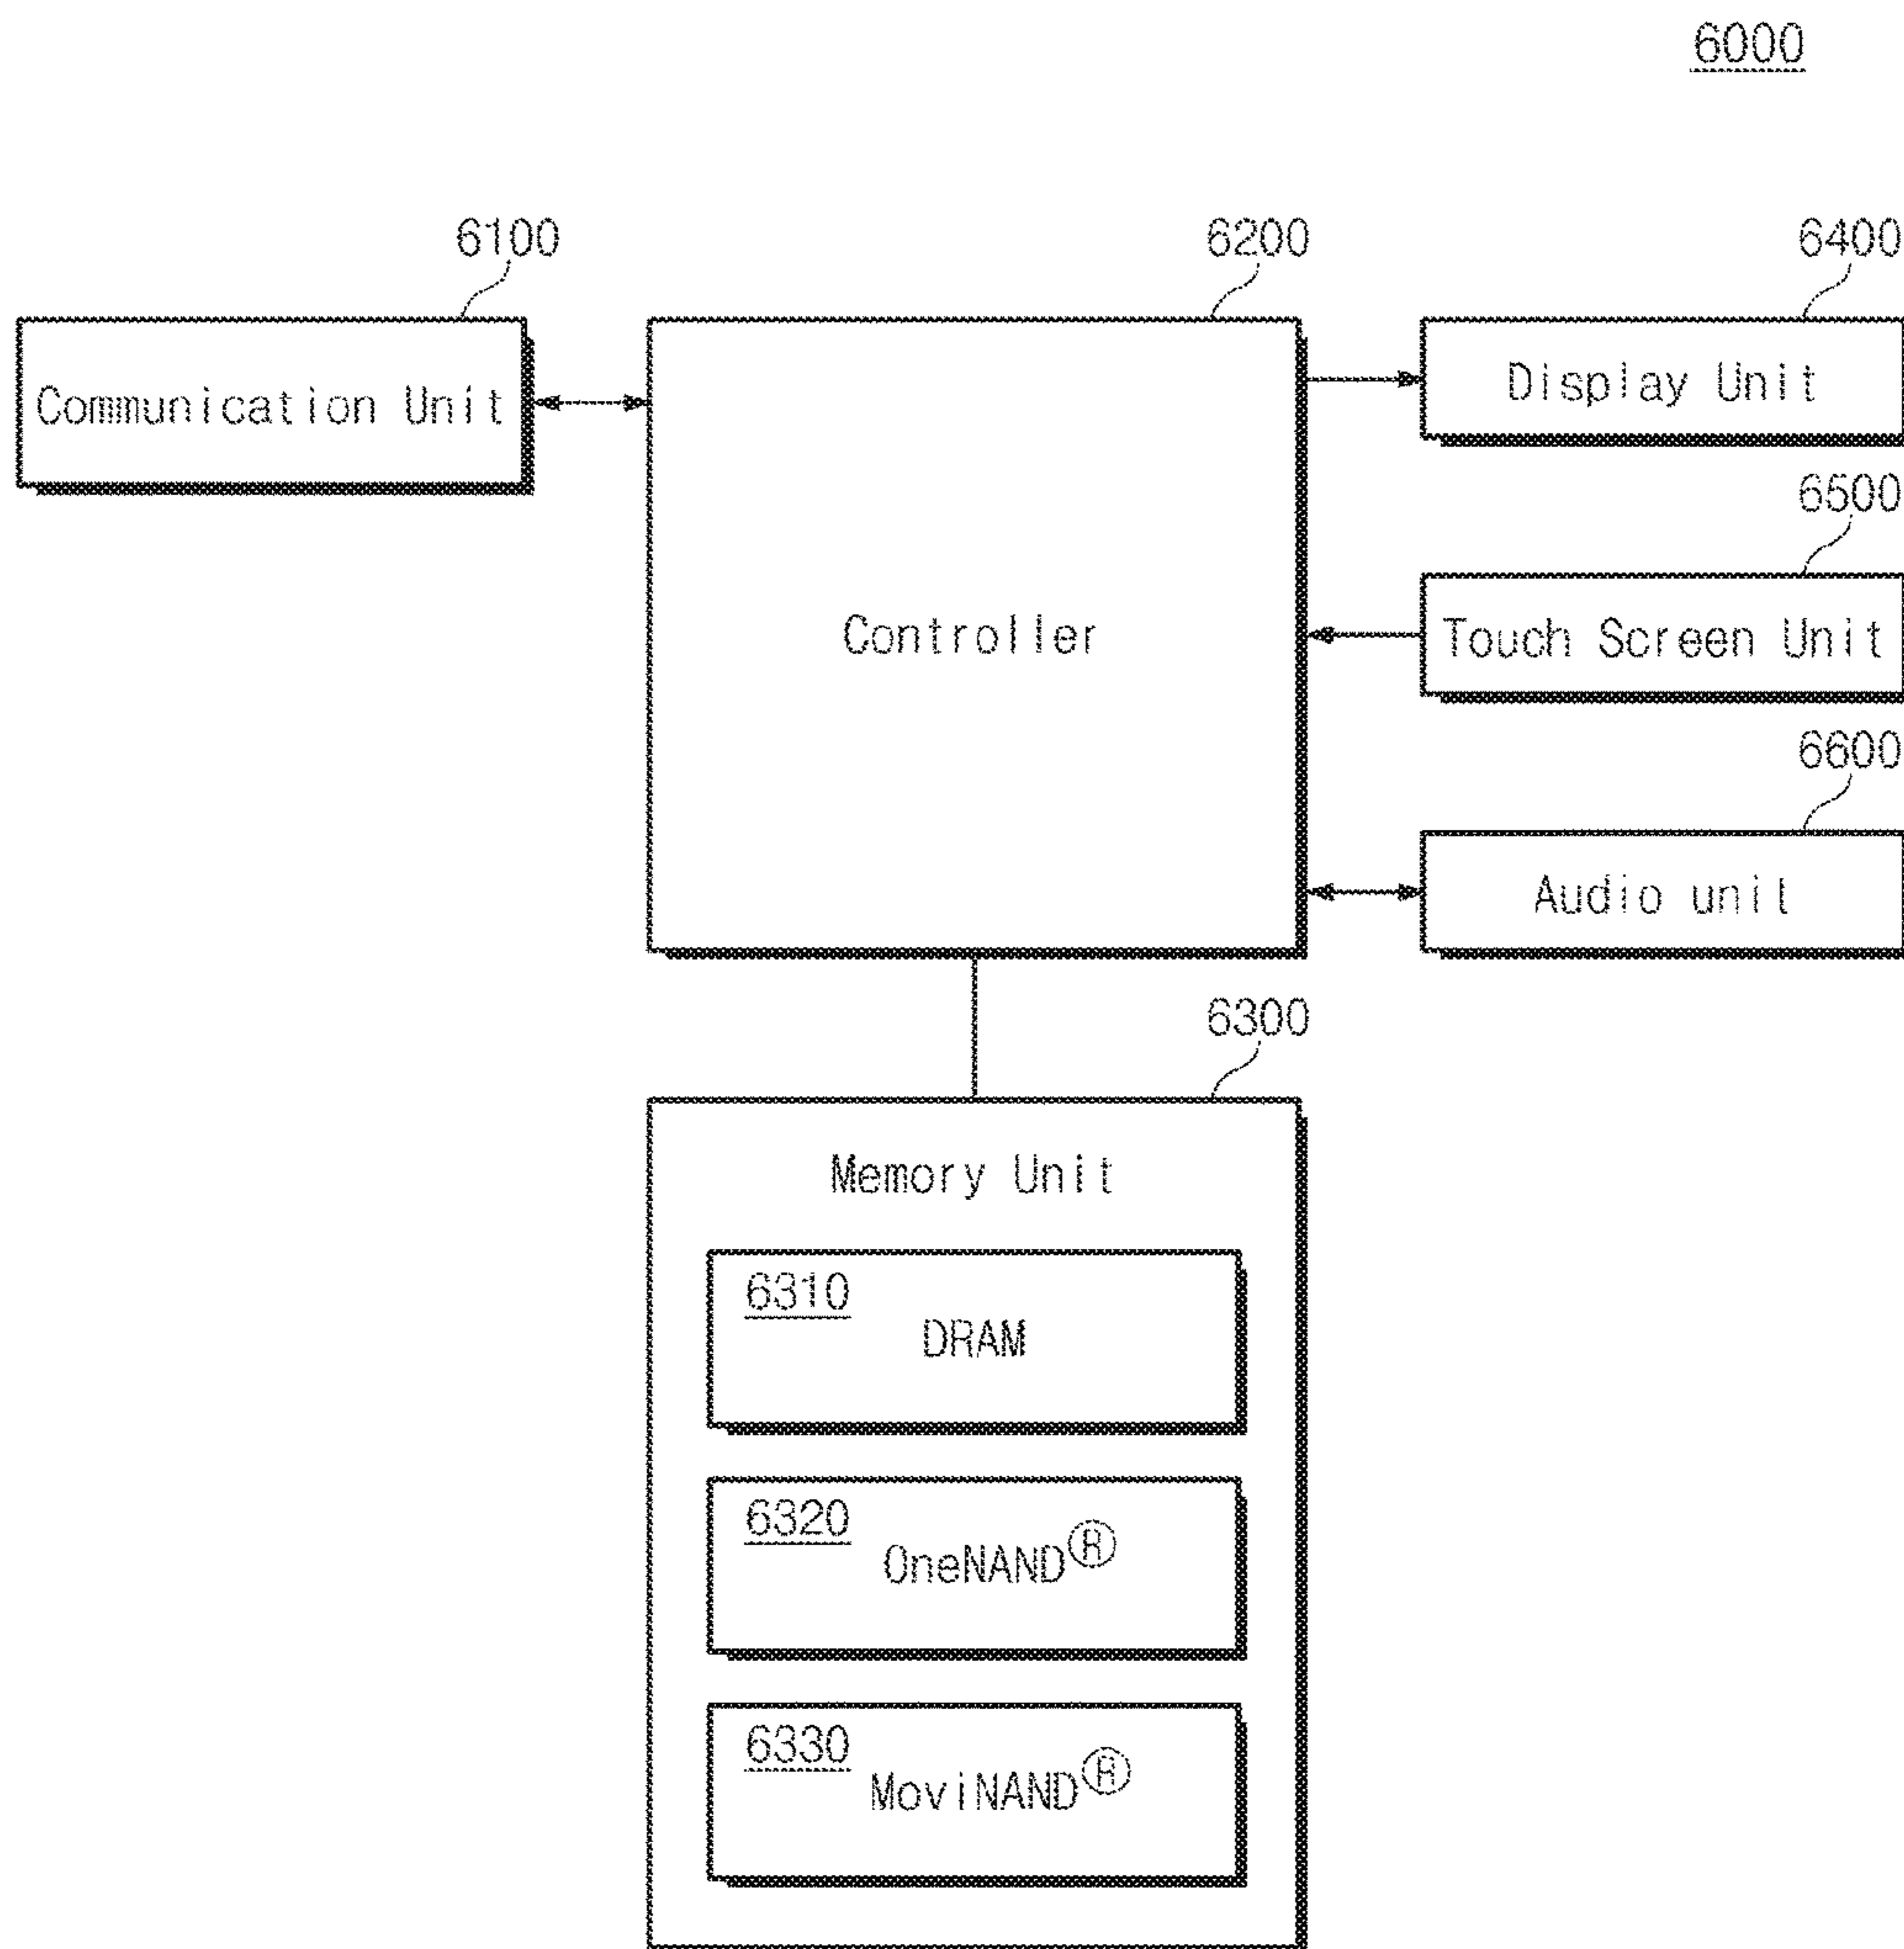 6000
6100
6200
6400
Communication Unit
Controller
Display Unit
6500
Touch Screen Unit
6600
Audio unit
6300
Memory Unit
6310
DRAM
6320
OneNAND®
6330
MoviNAND®